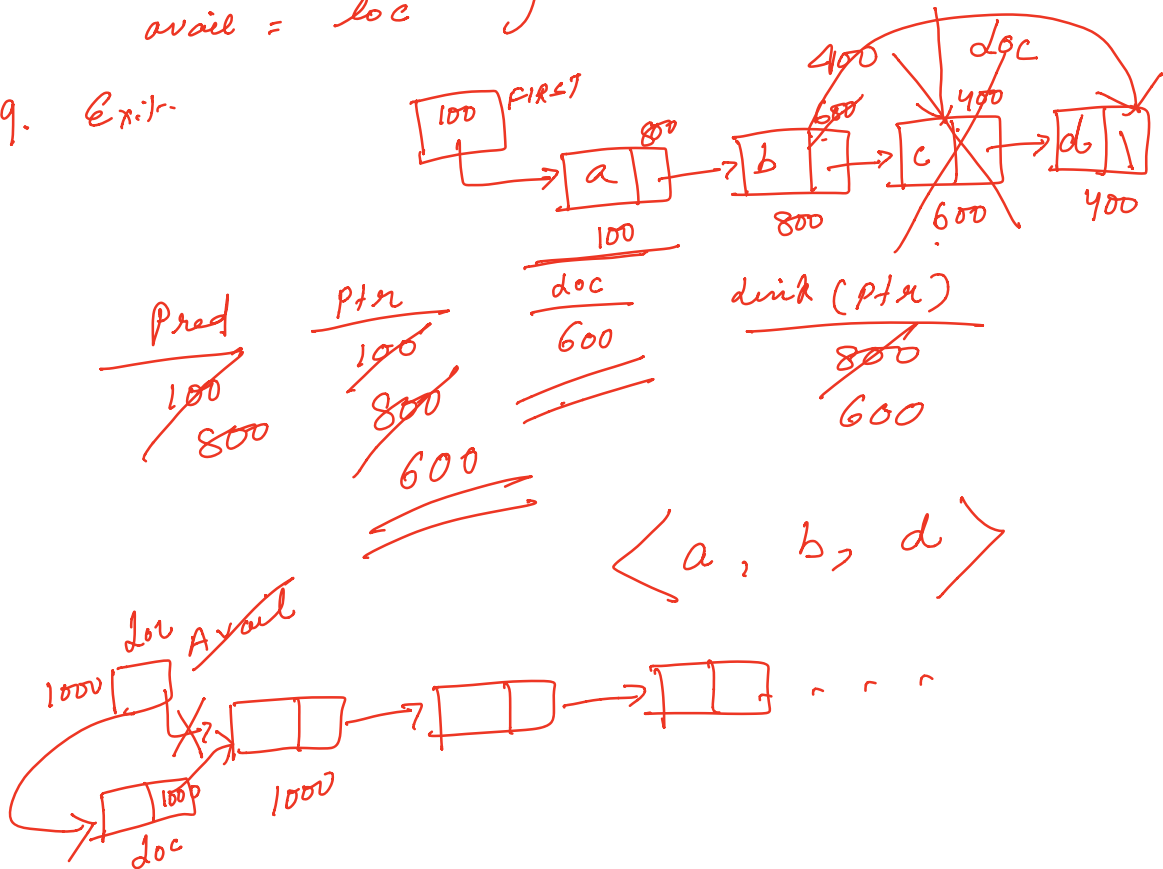 avail = loc }
9. Exit
100 FIRST
a 800
100
b 600 400
800
c 400
600
Loc
d \
400
Pred
100
800
Ptr
100
800
600
Loc
600
Link (Ptr)
800
600
< a, b, d >
Loc Avail
1000
1000
1000
Loc